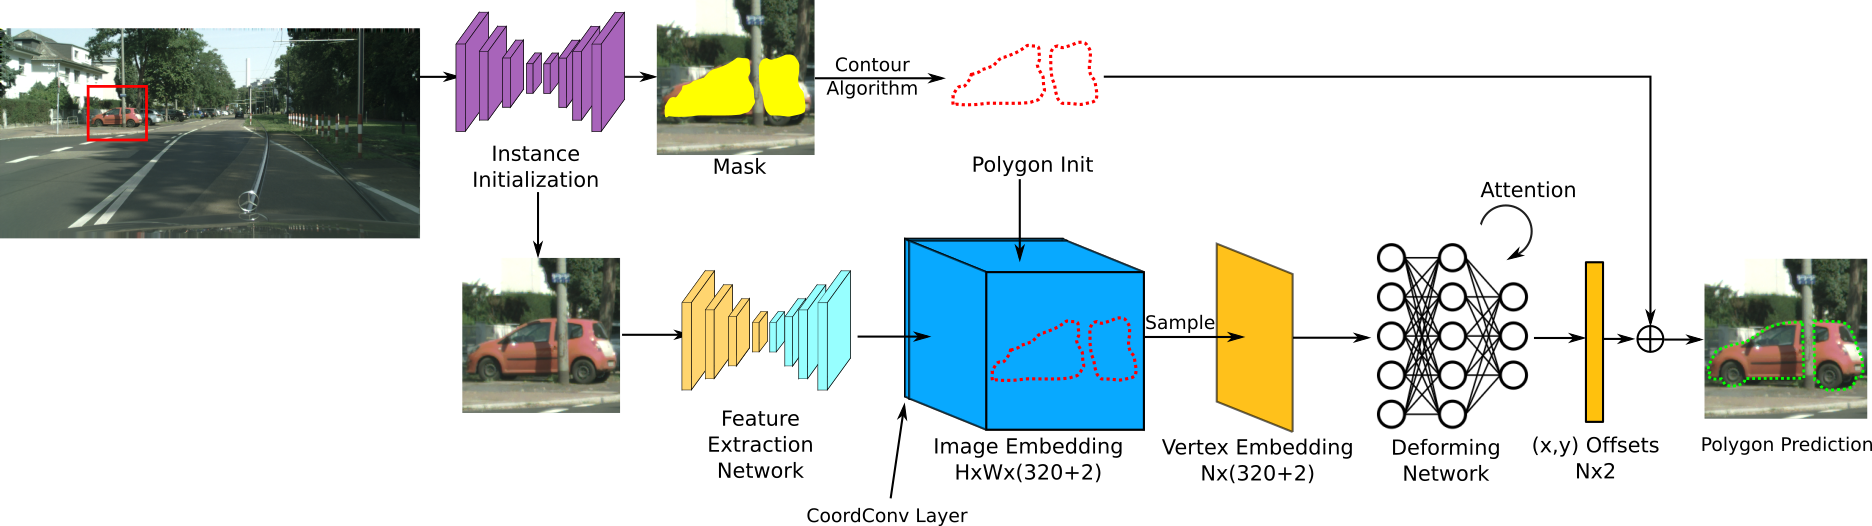 Instance
Initialization
Mask
Contour
Algorithm
Polygon Init
Attention
Feature
Extraction
Network
CoordConv Layer
Image Embedding
HxWx(320+2)
Sample
Vertex Embedding
Nx(320+2)
Deforming
Network
(x,y) Offsets
Nx2
Polygon Prediction